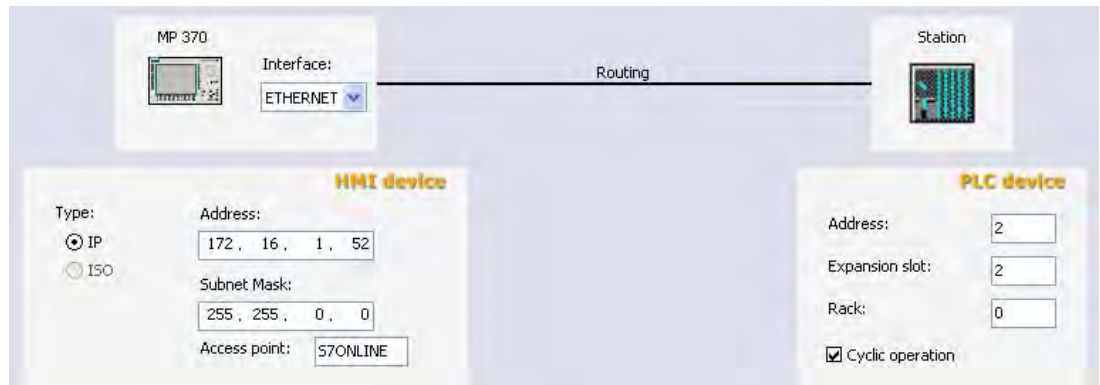 MP 370
Interface:
ETHERNET
Routing
Station
HMI device
Type:
IP
ISO
Address:
172 . 16 . 1 . 52
Subnet Mask:
255 . 255 . 0 . 0
Access point: S7ONLINE
PLC device
Address: 2
Expansion slot: 2
Rack: 0
Cyclic operation